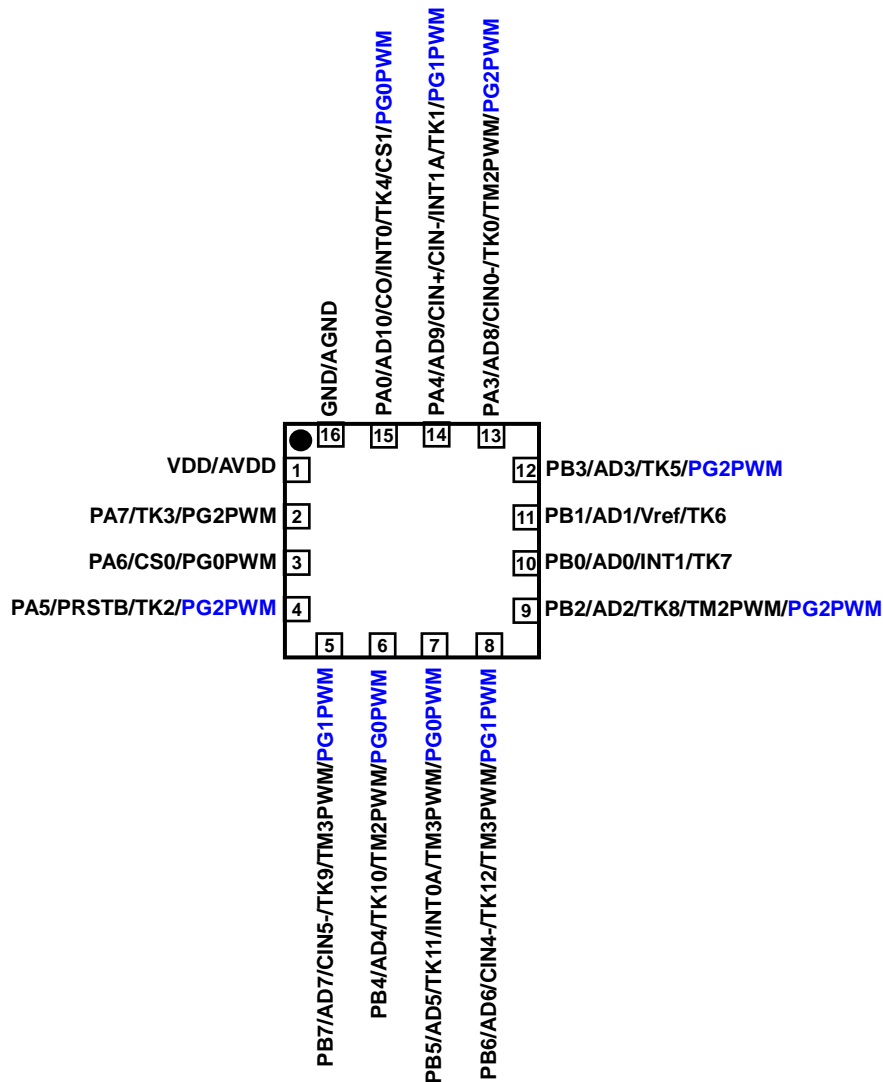 GND/AGND
PA0/AD10/CO/INT0/TK4/CS1/PG0PWM
PA4/AD9/CIN+/CIN-/INT1A/TK1/PG1PWM
PA3/AD8/CIN0-/TK0/TM2PWM/PG2PWM
16
15
14
13
VDD/AVDD 1
12 PB3/AD3/TK5/PG2PWM
PA7/TK3/PG2PWM 2
11 PB1/AD1/Vref/TK6
PA6/CS0/PG0PWM 3
10 PB0/AD0/INT1/TK7
PA5/PRSTB/TK2/PG2PWM 4
9 PB2/AD2/TK8/TM2PWM/PG2PWM
5
6
7
8
PB7/AD7/CIN5-/TK9/TM3PWM/PG1PWM
PB4/AD4/TK10/TM2PWM/PG0PWM
PB5/AD5/TK11/INT0A/TM3PWM/PG0PWM
PB6/AD6/CIN4-/TK12/TM3PWM/PG1PWM